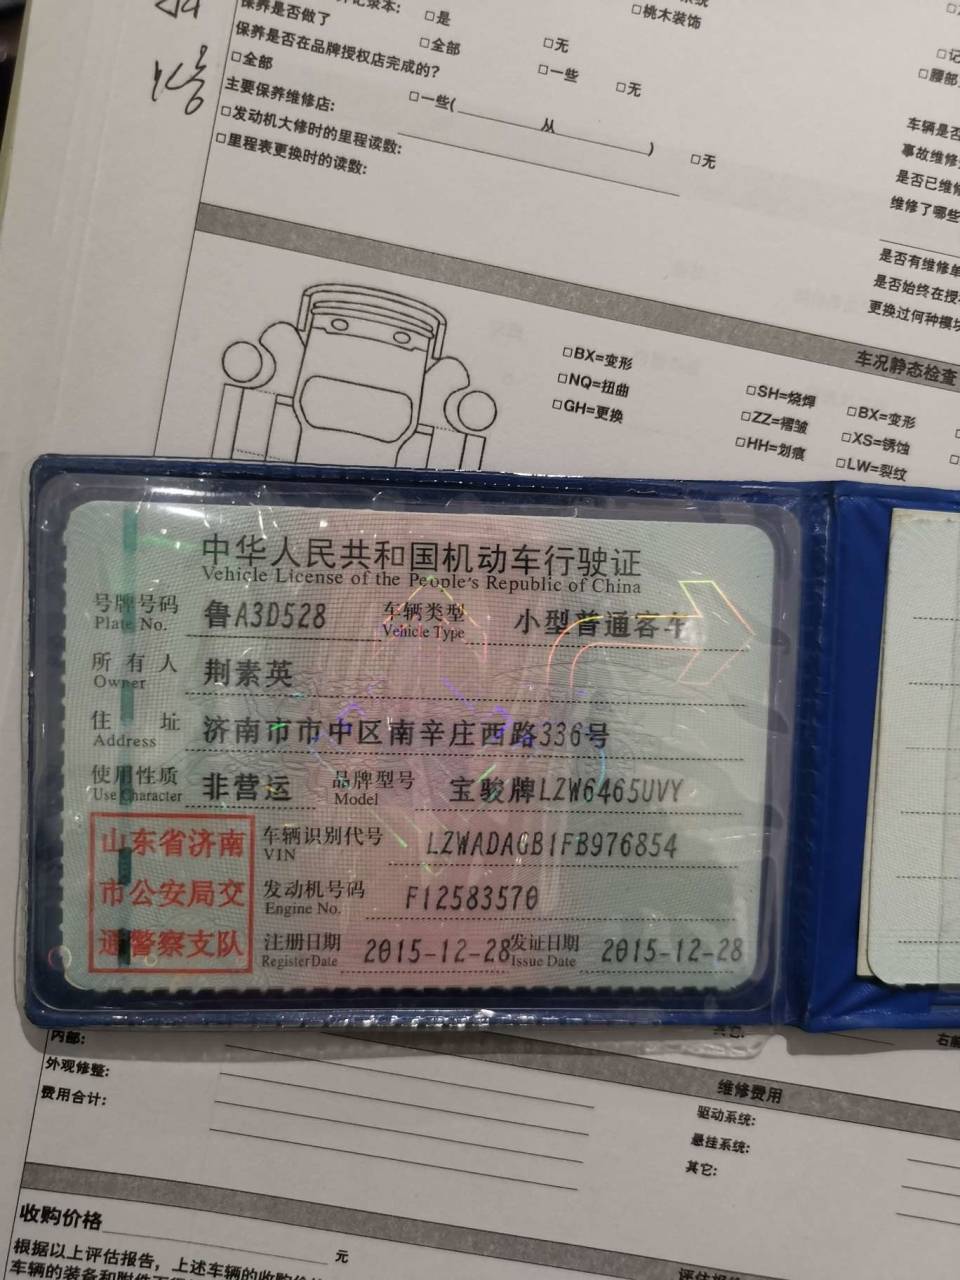 保养是否做了
□是
□桃木装饰
保养是否在品牌授权店完成的？
□全部
□无
□全部
□一些
□无
主要保养维修店：
□一些(
从
)
□无
□发动机大修时的里程读数：
□里程表更换时的读数：
□腰部
车辆是否
事故维修
是否已维修
维修了哪些
是否有维修单
是否始终在授
更换过何种模块
车况静态检查
□BX=变形
□NQ=扭曲
□GH=更换
□SH=烧焊
□ZZ=褶皱
□HH=划痕
□BX=变形
□XS=锈蚀
□LW=裂纹
中华人民共和国机动车行驶证
Vehicle License of the People's Republic of China
号牌号码 鲁A3D528 车辆类型 小型普通客车
Plate No. Vehicle Type
所有人 荆素英
Owner
住址 济南市市中区南辛庄西路336号
Address
使用性质 非营运 品牌型号 宝骏牌LZW6465UVY
Use Character Model
山东省济南
市公安局交
通警察支队
车辆识别代号 LZWADAGB1FB976854
VIN
发动机号码 F12583570
Engine No.
注册日期 2015-12-28 发证日期 2015-12-28
Register Date Issue Date
内部：
外观修整：
费用合计：
维修费用
驱动系统：
悬挂系统：
其它：
收购价格
元
根据以上评估报告，上述车辆的收购价